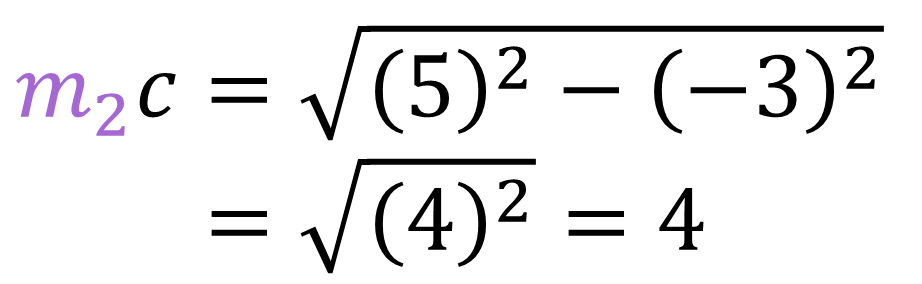 m₂c = √(5)² − (−3)²
= √(4)² = 4